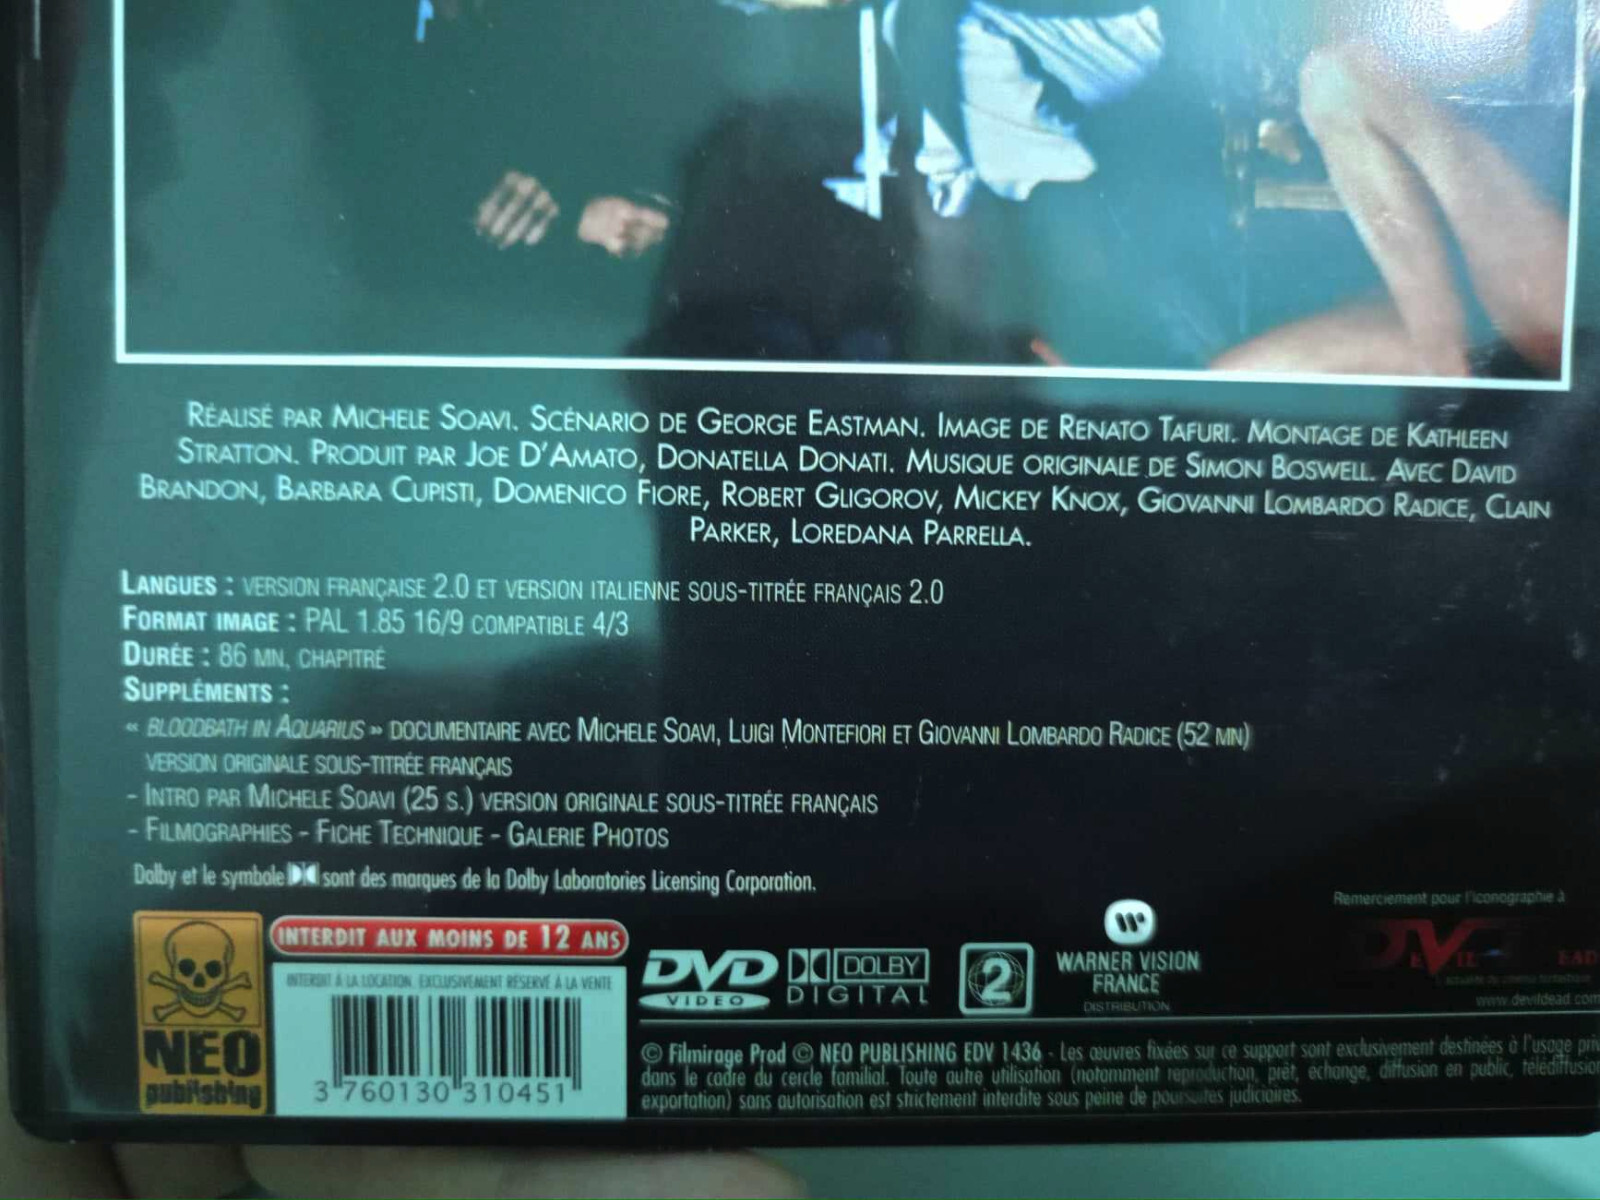 RÉALISÉ PAR MICHELE SOAVI. SCÉNARIO DE GEORGE EASTMAN. IMAGE DE RENATO TAFURI. MONTAGE DE KATHLEEN
STRATTON. PRODUIT PAR JOE D'AMATO, DONATELLA DONATI. MUSIQUE ORIGINALE DE SIMON BOSWELL. AVEC DAVID
BRANDON, BARBARA CUPISTI, DOMENICO FIORE, ROBERT GLIGOROV, MICKEY KNOX, GIOVANNI LOMBARDO RADICE, CLAIN
PARKER, LOREDANA PARRELLA.
LANGUES : VERSION FRANÇAISE 2.0 ET VERSION ITALIENNE SOUS-TITRÉE FRANÇAIS 2.0
FORMAT IMAGE : PAL 1.85 16/9 COMPATIBLE 4/3
DURÉE : 86 MN, CHAPITRÉ
SUPPLÉMENTS :
« BLOODBATH IN AQUARIUS » DOCUMENTAIRE AVEC MICHELE SOAVI, LUIGI MONTEFIORI ET GIOVANNI LOMBARDO RADICE (52 MN)
VERSION ORIGINALE SOUS-TITRÉE FRANÇAIS
- INTRO PAR MICHELE SOAVI (25 S.) VERSION ORIGINALE SOUS-TITRÉE FRANÇAIS
- FILMOGRAPHIES - FICHE TECHNIQUE - GALERIE PHOTOS
Dolby et le symbole sont des marques de la Dolby Laboratories Licensing Corporation.
Remerciement pour l'iconographie à
INTERDIT AUX MOINS DE 12 ANS
INTERDIT À LA LOCATION. EXCLUSIVEMENT RÉSERVÉ À LA VENTE
NEO
publishing
3 760130 310451
DVD
VIDEO
DOLBY
DIGITAL
2
WARNER VISION
FRANCE
DISTRIBUTION
DEVIL
www.devildead.com
© Filmirage Prod © NEO PUBLISHING EDV 1436 - Les œuvres fixées sur ce support sont exclusivement destinées à l'usage
dans le cadre du cercle familial. Toute autre utilisation (notamment reproduction, prêt, échange, diffusion en public,
exportation) sans autorisation est strictement interdite sous peine de poursuites judiciaires.